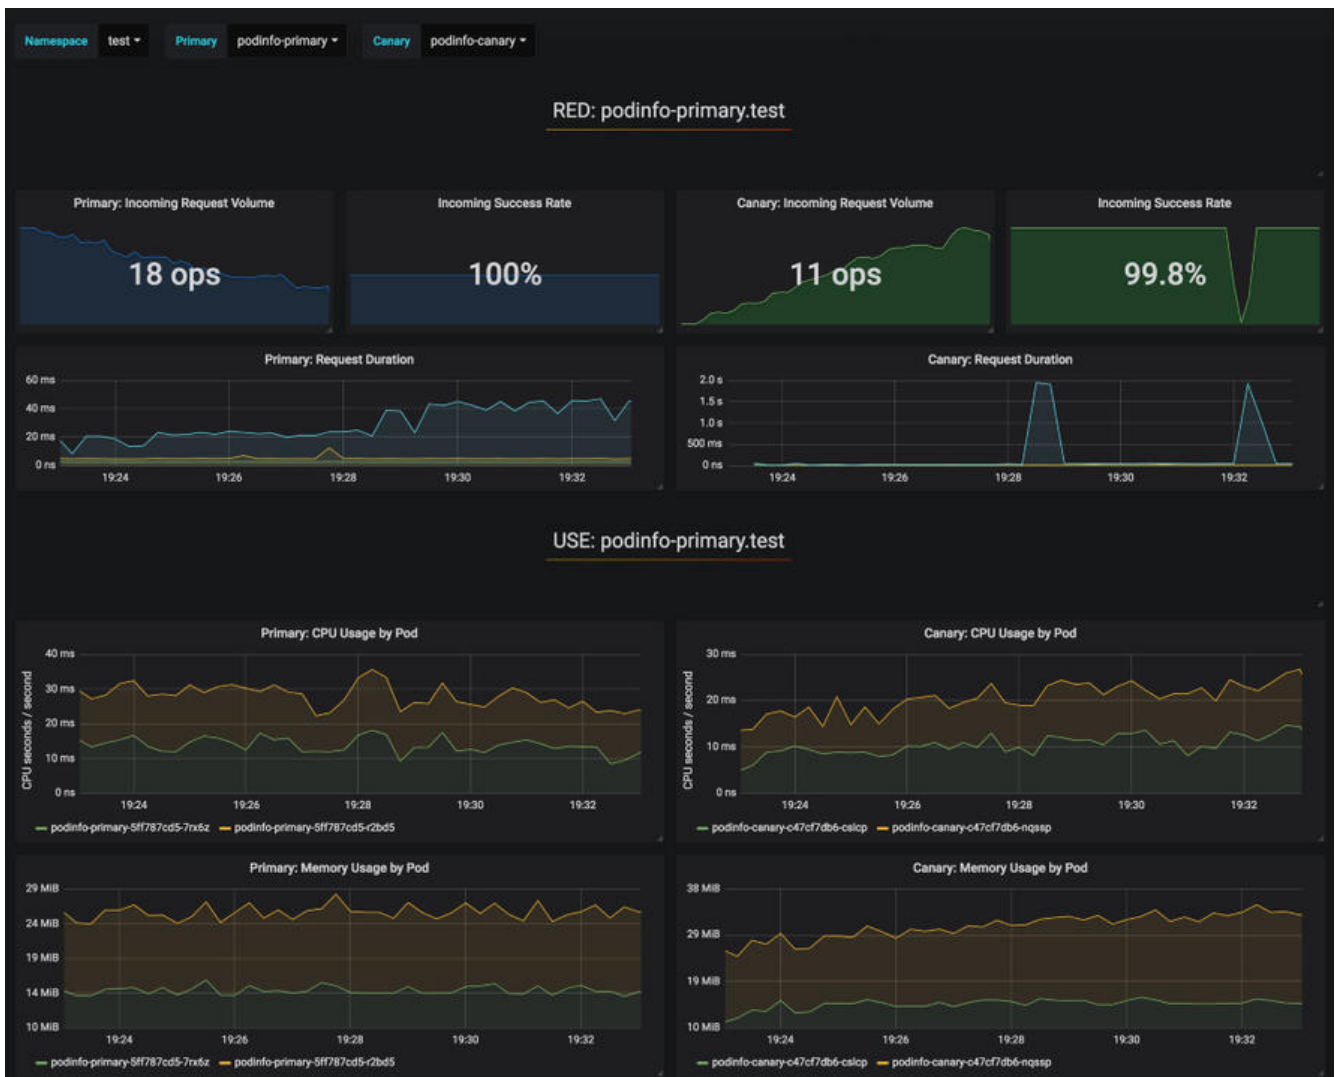 Namespace test Primary podinfo-primary Canary podinfo-canary
RED: podinfo-primary.test
Primary: Incoming Request Volume
18 ops
Incoming Success Rate
100%
Canary: Incoming Request Volume
11 ops
Incoming Success Rate
99.8%
Primary: Request Duration
60 ms
40 ms
20 ms
0 ns
19:24 19:26 19:28 19:30 19:32
Canary: Request Duration
2.0 s
1.5 s
1.0 s
500 ms
0 ns
19:24 19:26 19:28 19:30 19:32
USE: podinfo-primary.test
Primary: CPU Usage by Pod
CPU seconds / second
40 ms
30 ms
20 ms
10 ms
0 ns
19:24 19:26 19:28 19:30 19:32
podinfo-primary-5ff787cd5-7rx6z podinfo-primary-5ff787cd5-r2bd5
Canary: CPU Usage by Pod
CPU seconds / second
30 ms
20 ms
10 ms
0 ns
19:24 19:26 19:28 19:30 19:32
podinfo-canary-c47cf7db6-cslcp podinfo-canary-c47cf7db6-nqssp
Primary: Memory Usage by Pod
29 MiB
24 MiB
19 MiB
14 MiB
10 MiB
19:24 19:26 19:28 19:30 19:32
podinfo-primary-5ff787cd5-7rx6z podinfo-primary-5ff787cd5-r2bd5
Canary: Memory Usage by Pod
38 MiB
29 MiB
19 MiB
10 MiB
19:24 19:26 19:28 19:30 19:32
podinfo-canary-c47cf7db6-cslcp podinfo-canary-c47cf7db6-nqssp